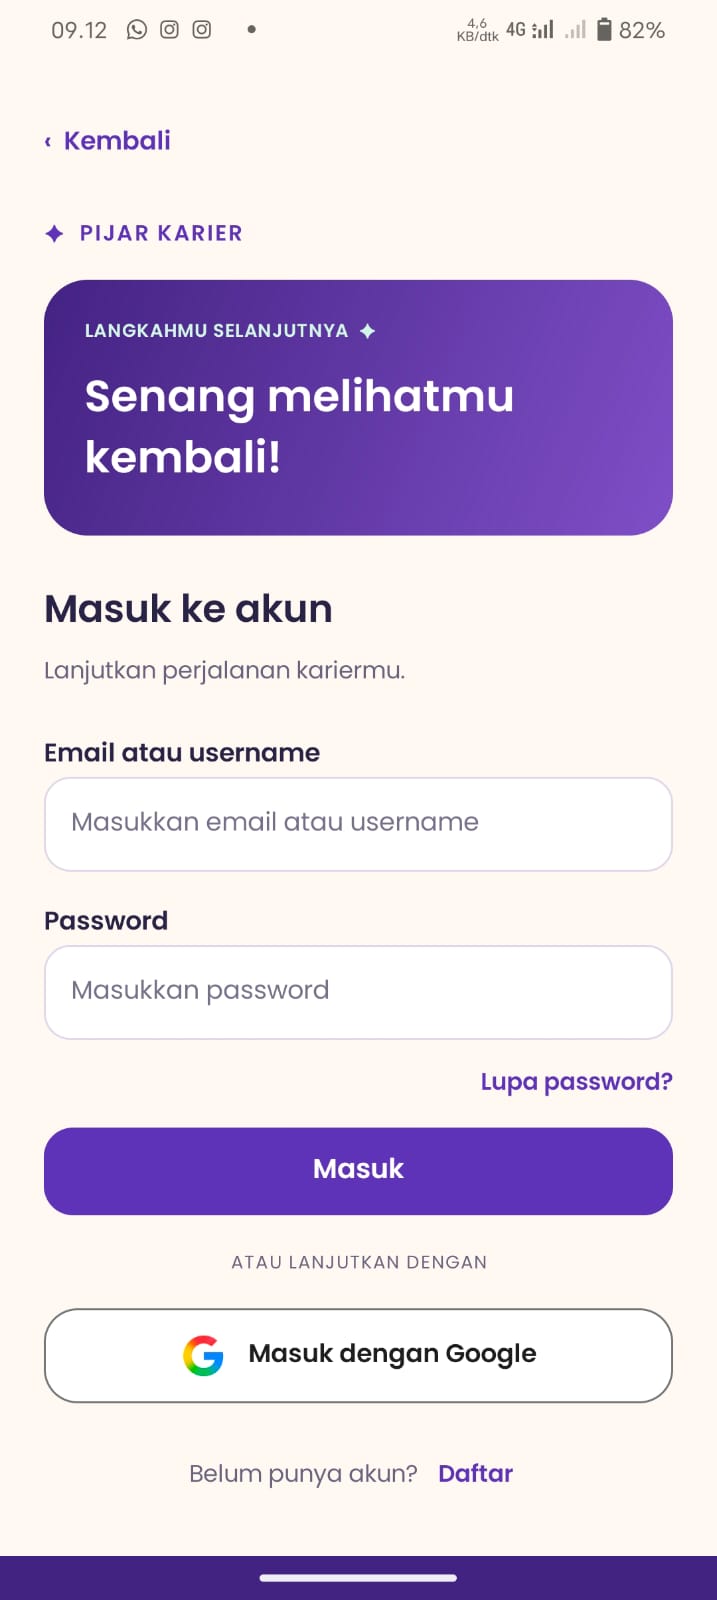 09.12
4,6
KB/dtk
4G
82%
‹ Kembali
PIJAR KARIER
LANGKAHMU SELANJUTNYA
Senang melihatmu
kembali!
Masuk ke akun
Lanjutkan perjalanan kariermu.
Email atau username
Masukkan email atau username
Password
Masukkan password
Lupa password?
Masuk
ATAU LANJUTKAN DENGAN
Masuk dengan Google
Belum punya akun? Daftar